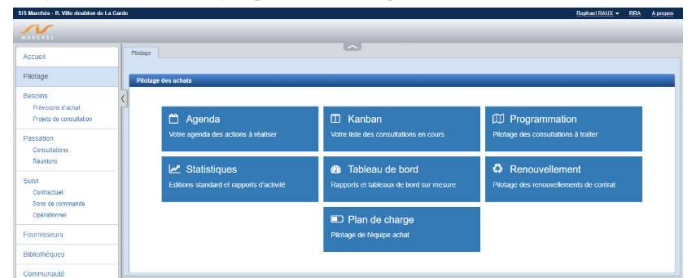 SIS Marchés - B. Ville deablon de La Garde
Raphael RAUX
RRA
A propos
MARCHÉS
Accueil
Pilotage
Besoins
Prévisions d'achat
Projets de consultation
Passation
Consultations
Réunions
Suivi
Contractuel
Bons de commande
Opérationnel
Fournisseurs
Bibliothèques
Communauté
Pilotage
Pilotage des achats
Agenda
Votre agenda des actions à réaliser
Kanban
Votre liste des consultations en cours
Programmation
Pilotage des consultations à traiter
Statistiques
Editions standard et rapports d'activité
Tableau de bord
Rapports et tableaux de bord sur mesure
Renouvellement
Pilotage des renouvellements de contrat
Plan de charge
Pilotage de l'équipe achat